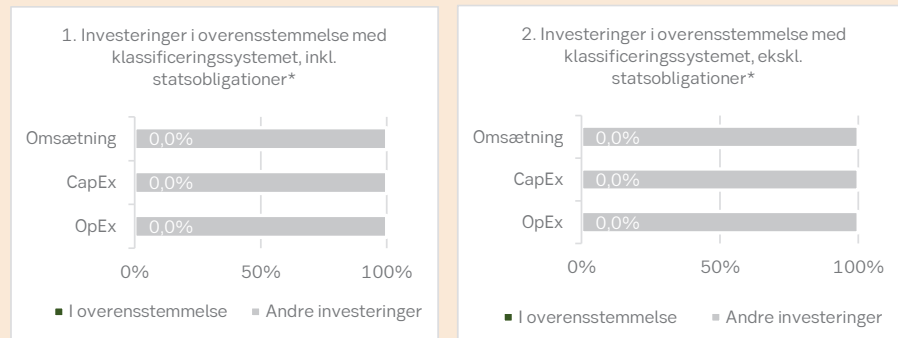 1. Investeringer i overensstemmelse med
klassificeringssystemet, inkl.
statsobligationer*
Omsætning 0,0%
CapEx 0,0%
OpEx 0,0%
0% 50% 100%
I overensstemmelse Andre investeringer
2. Investeringer i overensstemmelse med
klassificeringssystemet, ekskl.
statsobligationer*
Omsætning 0,0%
CapEx 0,0%
OpEx 0,0%
0% 50% 100%
I overensstemmelse Andre investeringer